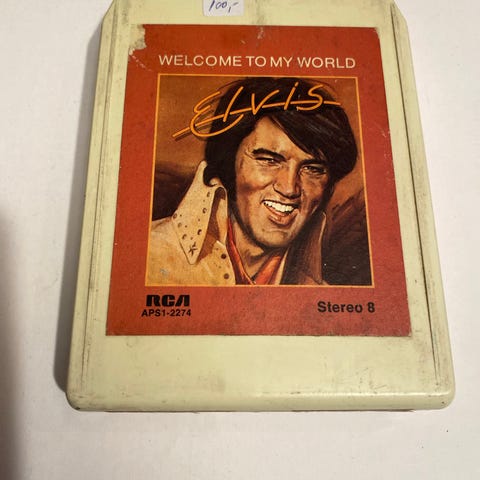 100,-
WELCOME TO MY WORLD
Elvis
RCA
APS1-2274
Stereo 8